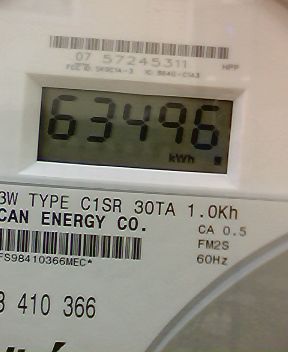 07 57245311
HPP
63496
kWh
3W TYPE C1SR 30TA 1.0Kh
CAN ENERGY CO.
CA 0.5
FM2S
60Hz
FS98410366MEC*
3 410 366